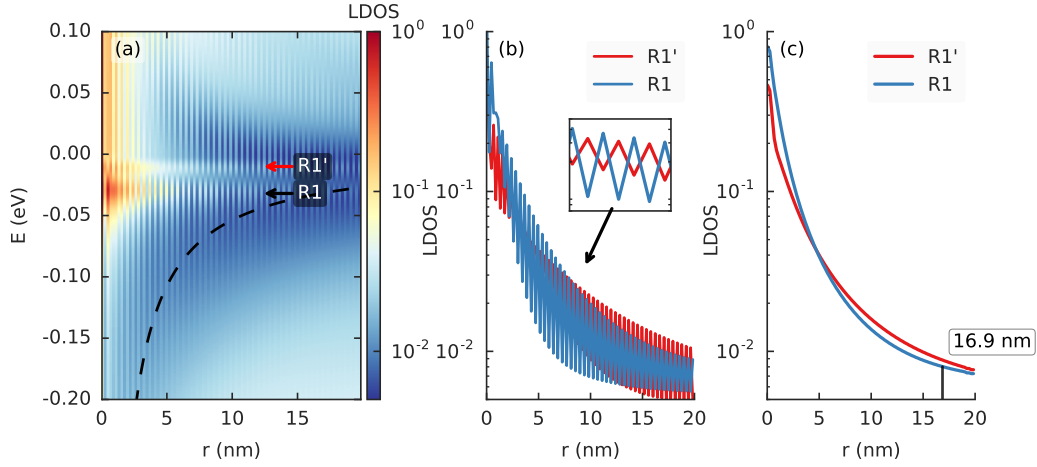 LDOS
(a)
0.10
0.05
0.00
-0.05
-0.10
-0.15
-0.20
E (eV)
R1'
R1
0
5
10
15
r (nm)
10^0
10^-1
10^-2
LDOS
(b)
R1'
R1
10^0
10^-1
10^-2
0
5
10
15
20
r (nm)
LDOS
(c)
R1'
R1
16.9 nm
10^0
10^-1
10^-2
0
5
10
15
20
r (nm)